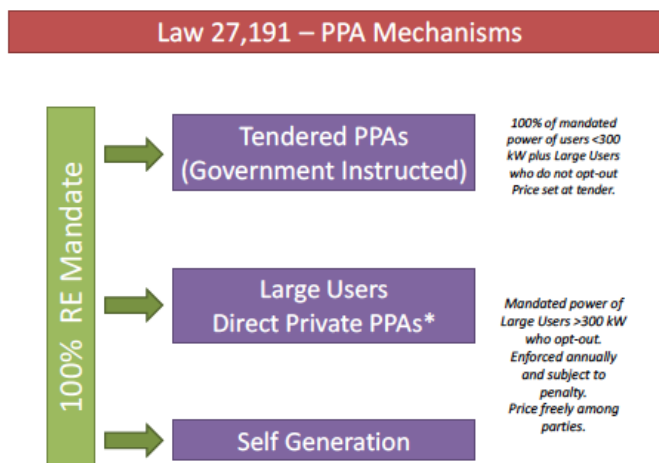 Law 27,191 – PPA Mechanisms
100% RE Mandate
Tendered PPAs
(Government Instructed)
100% of mandated
power of users <300
kW plus Large Users
who do not opt-out
Price set at tender.
Large Users
Direct Private PPAs*
Mandated power of
Large Users >300 kW
who opt-out.
Enforced annually
and subject to
penalty.
Price freely among
parties.
Self Generation